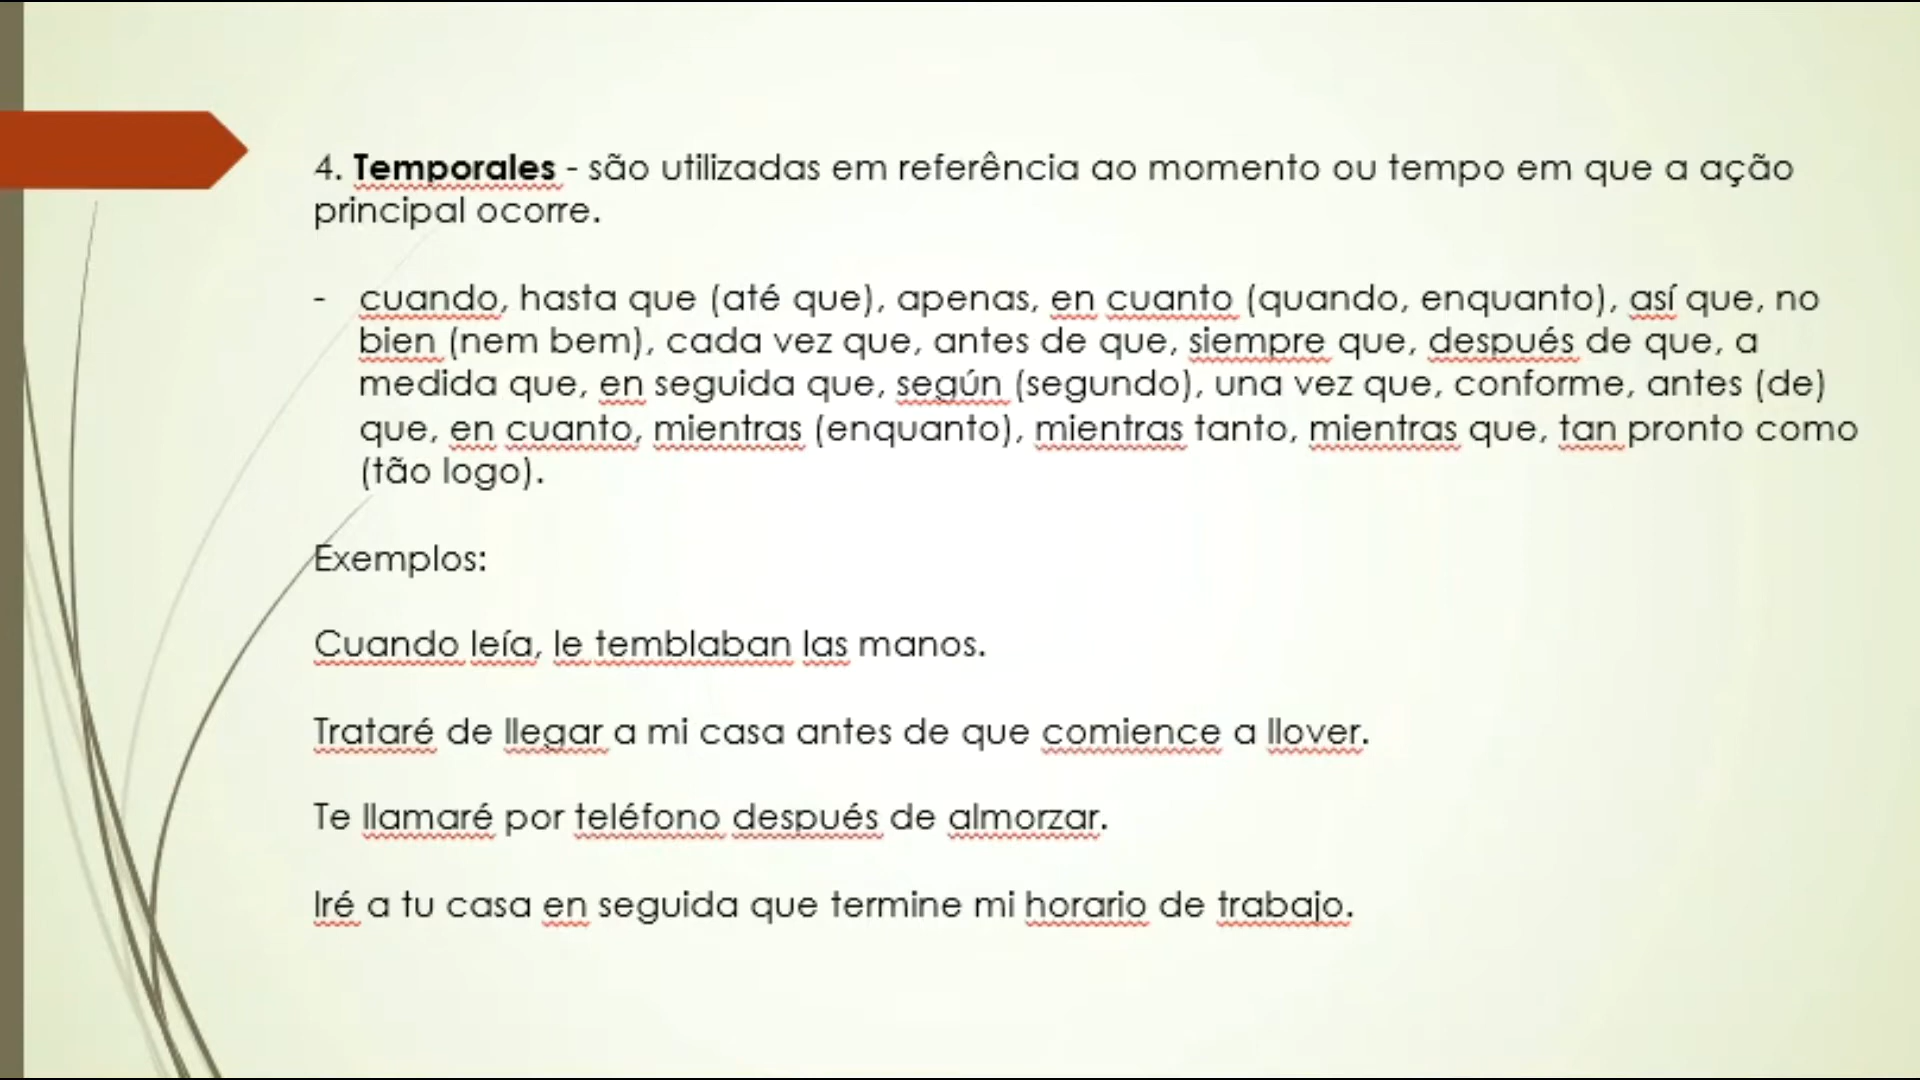 4. Temporales - são utilizadas em referência ao momento ou tempo em que a ação
principal ocorre.
- cuando, hasta que (até que), apenas, en cuanto (quando, enquanto), así que, no
bien (nem bem), cada vez que, antes de que, siempre que, después de que, a
medida que, en seguida que, según (segundo), una vez que, conforme, antes (de)
que, en cuanto, mientras (enquanto), mientras tanto, mientras que, tan pronto como
(tão logo).
Exemplos:
Cuando leía, le temblaban las manos.
Trataré de llegar a mi casa antes de que comience a llover.
Te llamaré por teléfono después de almorzar.
Iré a tu casa en seguida que termine mi horario de trabajo.